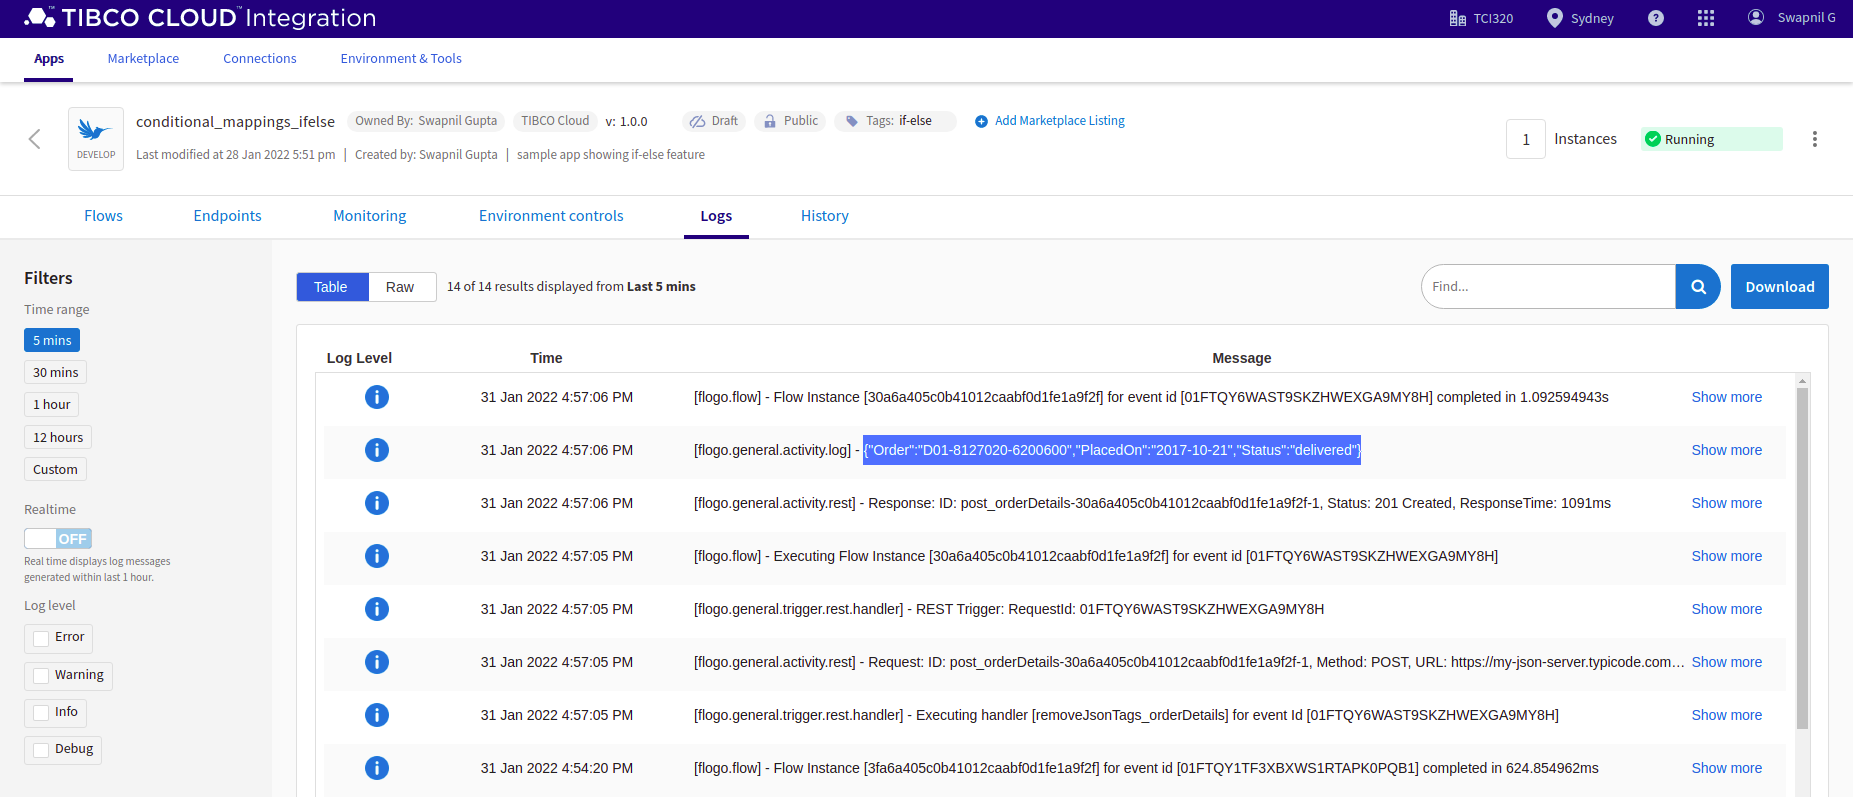 TIBCO CLOUD™ Integration
TCI320
Sydney
?
Swapnil G
Apps
Marketplace
Connections
Environment & Tools
DEVELOP
conditional_mappings_ifelse
Owned By: Swapnil Gupta
TIBCO Cloud
v: 1.0.0
Draft
Public
Tags: if-else
Add Marketplace Listing
Last modified at 28 Jan 2022 5:51 pm | Created by: Swapnil Gupta | sample app showing if-else feature
1
Instances
Running
Flows
Endpoints
Monitoring
Environment controls
Logs
History
Filters
Time range
5 mins
30 mins
1 hour
12 hours
Custom
Realtime
OFF
Real time displays log messages
generated within last 1 hour.
Log level
Error
Warning
Info
Debug
Table
Raw
14 of 14 results displayed from Last 5 mins
Find...
Download
Log Level Time Message
31 Jan 2022 4:57:06 PM [flogo.flow] - Flow Instance [30a6a405c0b41012caabf0d1fe1a9f2f] for event id [01FTQY6WAST9SKZHWEXGA9MY8H] completed in 1.092594943s Show more
31 Jan 2022 4:57:06 PM [flogo.general.activity.log] - {"Order":"D01-8127020-6200600","PlacedOn":"2017-10-21","Status":"delivered"} Show more
31 Jan 2022 4:57:06 PM [flogo.general.activity.rest] - Response: ID: post_orderDetails-30a6a405c0b41012caabf0d1fe1a9f2f-1, Status: 201 Created, ResponseTime: 1091ms Show more
31 Jan 2022 4:57:05 PM [flogo.flow] - Executing Flow Instance [30a6a405c0b41012caabf0d1fe1a9f2f] for event id [01FTQY6WAST9SKZHWEXGA9MY8H] Show more
31 Jan 2022 4:57:05 PM [flogo.general.trigger.rest.handler] - REST Trigger: RequestId: 01FTQY6WAST9SKZHWEXGA9MY8H Show more
31 Jan 2022 4:57:05 PM [flogo.general.activity.rest] - Request: ID: post_orderDetails-30a6a405c0b41012caabf0d1fe1a9f2f-1, Method: POST, URL: https://my-json-server.typicode.com... Show more
31 Jan 2022 4:57:05 PM [flogo.general.trigger.rest.handler] - Executing handler [removeJsonTags_orderDetails] for event Id [01FTQY6WAST9SKZHWEXGA9MY8H] Show more
31 Jan 2022 4:54:20 PM [flogo.flow] - Flow Instance [3fa6a405c0b41012caabf0d1fe1a9f2f] for event id [01FTQY1TF3XBXWS1RTAPK0PQB1] completed in 624.854962ms Show more